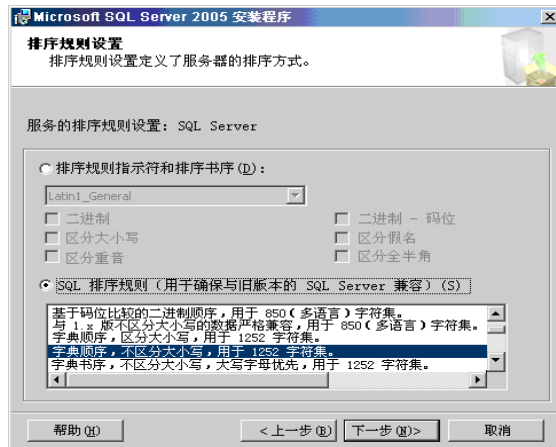 Microsoft SQL Server 2005 安装程序
排序规则设置
排序规则设置定义了服务器的排序方式。
服务的排序规则设置: SQL Server
排序规则指示符和排序书序(D):
Latin1_General
二进制
二进制 - 码位
区分大小写
区分假名
区分重音
区分全半角
SQL 排序规则(用于确保与旧版本的 SQL Server 兼容)(S)
基于码位比较的二进制顺序,用于 850(多语言)字符集。
与 1.x 版不区分大小写的数据严格兼容,用于 850(多语言)字符集。
字典顺序,区分大小写,用于 1252 字符集。
字典顺序,不区分大小写,用于 1252 字符集。
字典书序,不区分大小写,大写字母优先,用于 1252 字符集。
帮助(H)
<上一步(B)
下一步(N)>
取消